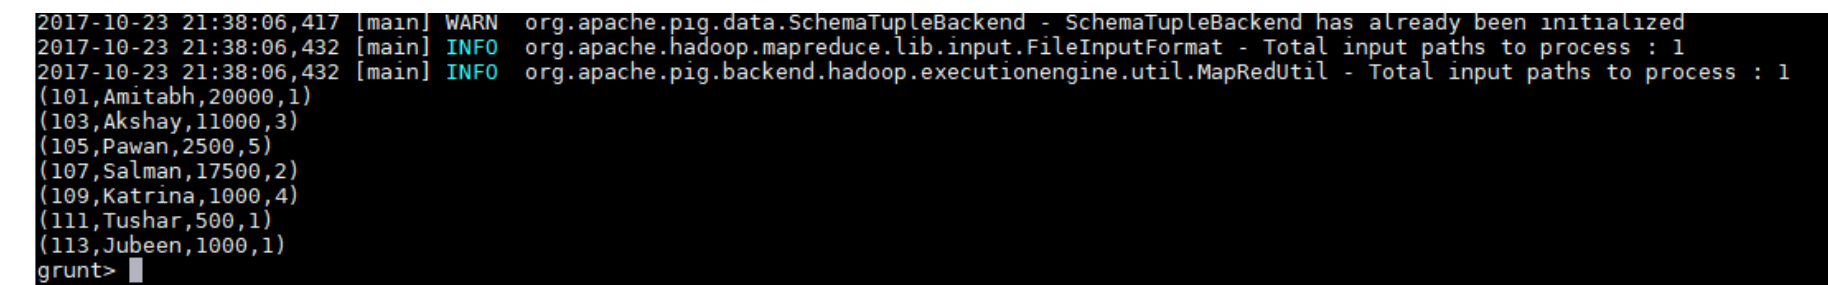 2017-10-23 21:38:06,417 [main] WARN  org.apache.pig.data.SchemaTupleBackend - SchemaTupleBackend has already been initialized
2017-10-23 21:38:06,432 [main] INFO  org.apache.hadoop.mapreduce.lib.input.FileInputFormat - Total input paths to process : 1
2017-10-23 21:38:06,432 [main] INFO  org.apache.pig.backend.hadoop.executionengine.util.MapRedUtil - Total input paths to process : 1
(101,Amitabh,20000,1)
(103,Akshay,11000,3)
(105,Pawan,2500,5)
(107,Salman,17500,2)
(109,Katrina,1000,4)
(111,Tushar,500,1)
(113,Jubeen,1000,1)
grunt>